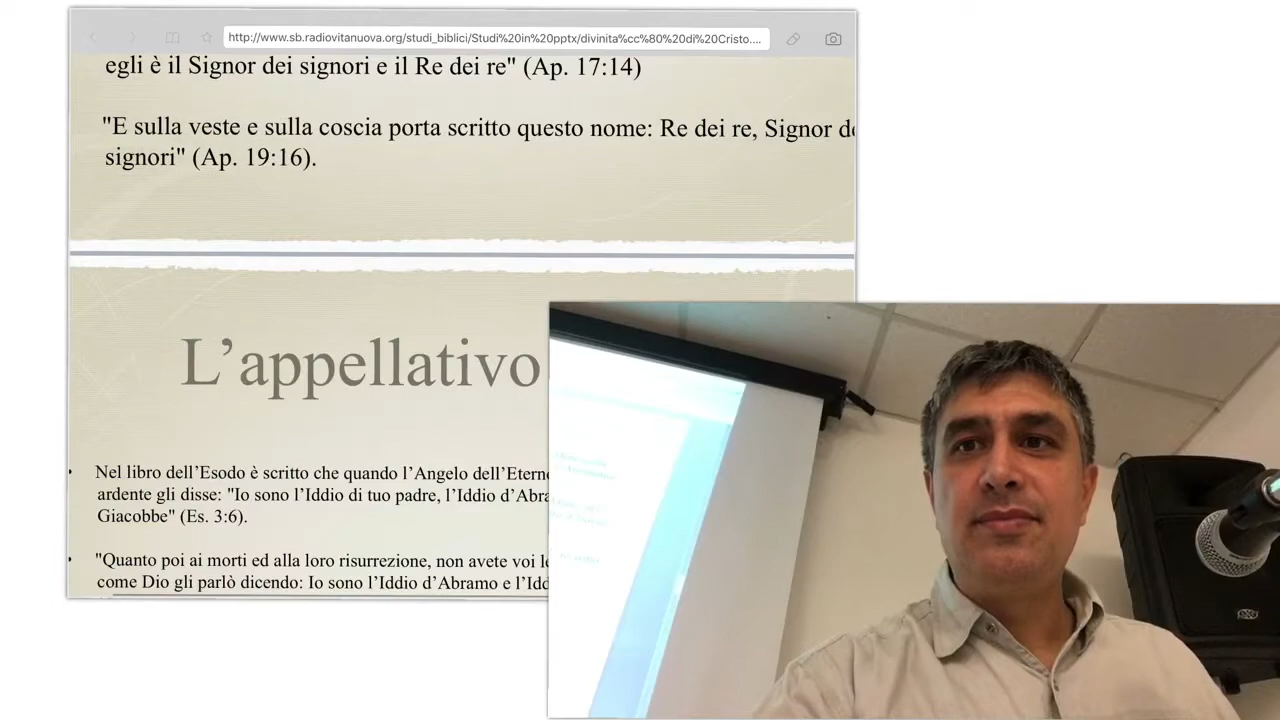 http://www.sb.radiovitanuova.org/studi_biblici/Studi%20in%20pptx/divinita%cc%80%20di%20Cristo....
egli è il Signor dei signori e il Re dei re" (Ap. 17:14)
"E sulla veste e sulla coscia porta scritto questo nome: Re dei re, Signor
signori" (Ap. 19:16).
L’appellativo
Nel libro dell’Esodo è scritto che quando l’Angelo dell’Eterno
ardente gli disse: "Io sono l’Iddio di tuo padre, l’Iddio d’Abra
Giacobbe" (Es. 3:6).
"Quanto poi ai morti ed alla loro risurrezione, non avete voi le
come Dio gli parlò dicendo: Io sono l’Iddio d’Abramo e l’Idd